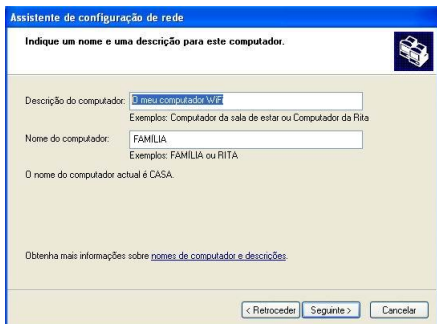 Assistente de configuração de rede
Indique um nome e uma descrição para este computador.
Descrição do computador: O meu computador WiFi
Exemplos: Computador da sala de estar ou Computador da Rita
Nome do computador: FAMÍLIA
Exemplos: FAMÍLIA ou RITA
O nome do computador actual é CASA.
Obtenha mais informações sobre nomes de computador e descrições.
< Retroceder Seguinte > Cancelar